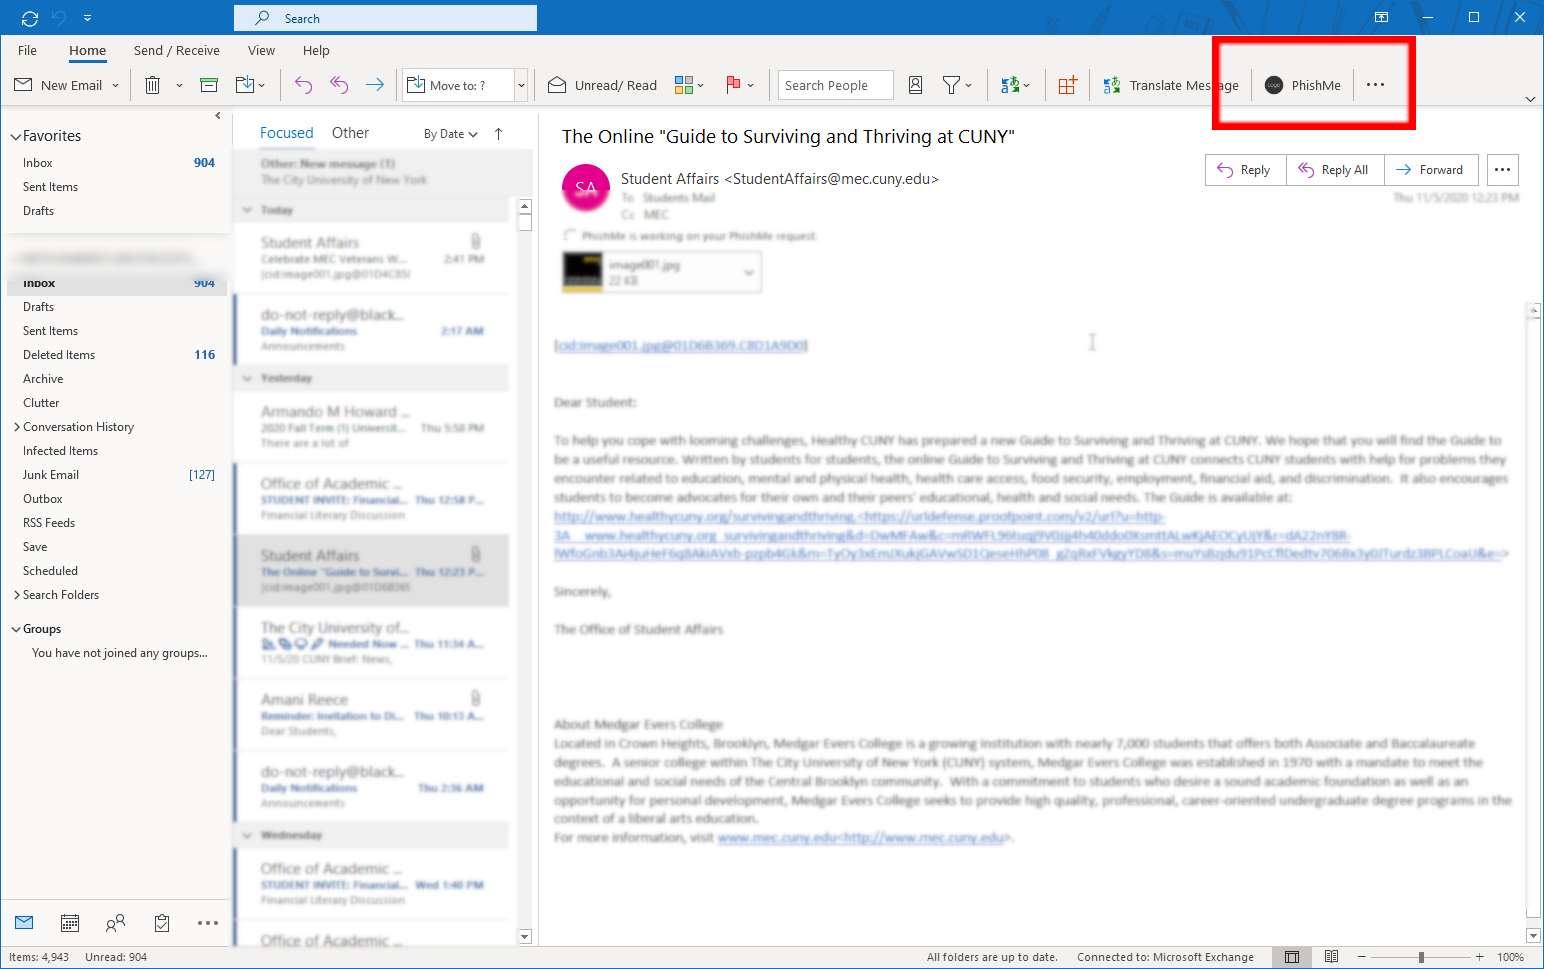 Search
File Home Send / Receive View Help
New Email Move to: ? Unread/ Read Search People Translate Message PhishMe
Favorites
Inbox 904
Sent Items
Drafts
Inbox 904
Drafts
Sent Items
Deleted Items 116
Archive
Clutter
Conversation History
Infected Items
Junk Email [127]
Outbox
RSS Feeds
Save
Scheduled
Search Folders
Groups
You have not joined any groups...
Focused Other By Date
Other: New message (1)
The City University of New York
Today
Student Affairs
Celebrate MEC Veterans W... 2:41 PM
do-not-reply@black...
Daily Notifications 2:17 AM
Announcements
Yesterday
Armando M Howard ...
2020 Fall Term (1) Universit... Thu 5:58 PM
There are a lot of
Office of Academic ...
STUDENT INVITE: Financial... Thu 12:58 P...
Financial Literary Discussion
Student Affairs
The Online "Guide to Survi... Thu 12:23 P...
The City University of...
Needed Now ... Thu 11:34 A...
11/5/20 CUNY Brief: News,
Amani Reece
Reminder: Invitation to Di... Thu 10:13 A...
Dear Students,
do-not-reply@black...
Daily Notifications Thu 2:36 AM
Announcements
Wednesday
Office of Academic ...
STUDENT INVITE: Financial... Wed 1:40 PM
Financial Literary Discussion
Office of Academic ...
The Online "Guide to Surviving and Thriving at CUNY"
SA
Student Affairs <StudentAffairs@mec.cuny.edu>
To Students Mail
Cc MEC
Reply Reply All Forward
Thu 11/5/2020 12:23 PM
PhishMe is working on your PhishMe request.
image001.jpg
22 KB
[cid:image001.jpg@01D6B369.C8D1A9D0]
Dear Student:
To help you cope with looming challenges, Healthy CUNY has prepared a new Guide to Surviving and Thriving at CUNY. We hope that you will find the Guide to
be a useful resource. Written by students for students, the online Guide to Surviving and Thriving at CUNY connects CUNY students with help for problems they
encounter related to education, mental and physical health, health care access, food security, employment, financial aid, and discrimination. It also encourages
students to become advocates for their own and their peers' educational, health and social needs. The Guide is available at:
http://www.healthycuny.org/survivingandthriving.<https://urldefense.proofpoint.com/v2/url?u=http-
Sincerely,
The Office of Student Affairs
About Medgar Evers College
Located in Crown Heights, Brooklyn, Medgar Evers College is a growing institution with nearly 7,000 students that offers both Associate and Baccalaureate
degrees. A senior college within The City University of New York (CUNY) system, Medgar Evers College was established in 1970 with a mandate to meet the
educational and social needs of the Central Brooklyn community. With a commitment to students who desire a sound academic foundation as well as an
opportunity for personal development, Medgar Evers College seeks to provide high quality, professional, career-oriented undergraduate degree programs in the
context of a liberal arts education.
For more information, visit www.mec.cuny.edu<http://www.mec.cuny.edu>.
Items: 4,943 Unread: 904 All folders are up to date. Connected to: Microsoft Exchange 100%